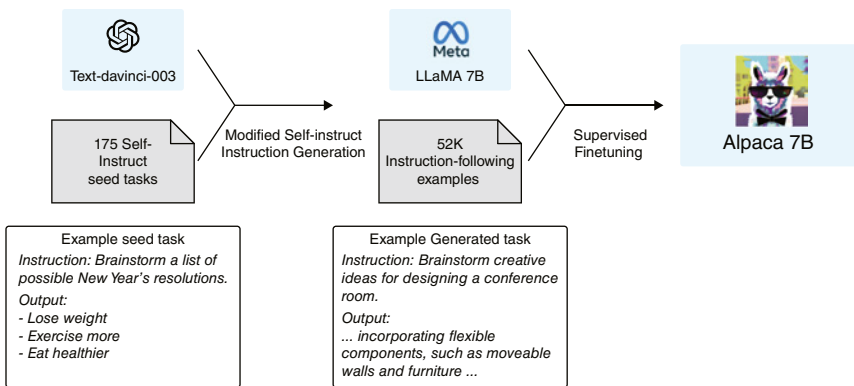 Text-davinci-003
175 Self-
Instruct
seed tasks
Modified Self-instruct
Instruction Generation
Meta
LLaMA 7B
52K
Instruction-following
examples
Supervised
Finetuning
Alpaca 7B
Example seed task
Instruction: Brainstorm a list of
possible New Year's resolutions.
Output:
- Lose weight
- Exercise more
- Eat healthier
Example Generated task
Instruction: Brainstorm creative
ideas for designing a conference
room.
Output:
... incorporating flexible
components, such as moveable
walls and furniture ...